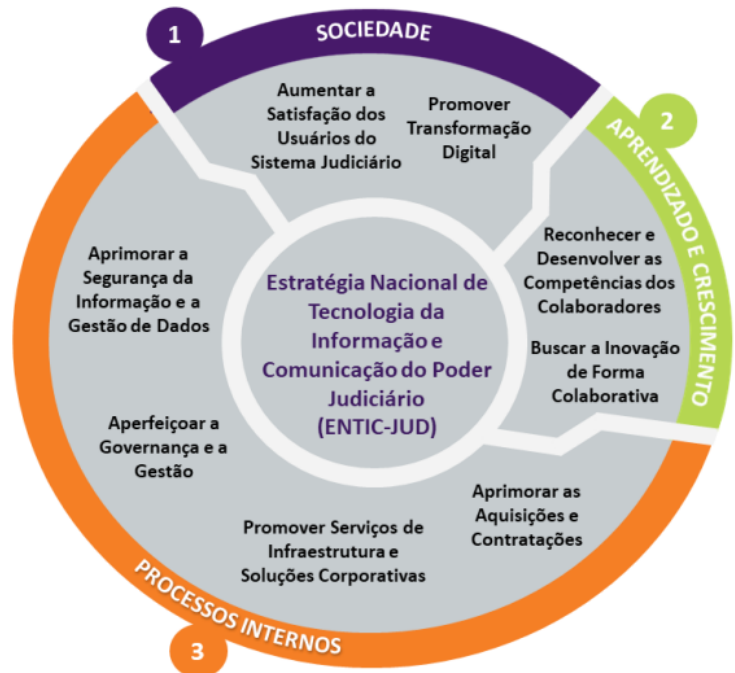 1
SOCIEDADE
Aumentar a
Satisfação dos
Usuários do
Sistema Judiciário
Promover
Transformação
Digital
2
APRENDIZADO E CRESCIMENTO
Reconhecer e
Desenvolver as
Competências dos
Colaboradores
Buscar a Inovação
de Forma
Colaborativa
Estratégia Nacional de
Tecnologia da
Informação e
Comunicação do Poder
Judiciário
(ENTIC-JUD)
Aprimorar a
Segurança da
Informação e a
Gestão de Dados
Aperfeiçoar a
Governança e a
Gestão
Promover Serviços de
Infraestrutura e
Soluções Corporativas
Aprimorar as
Aquisições e
Contratações
PROCESSOS INTERNOS
3